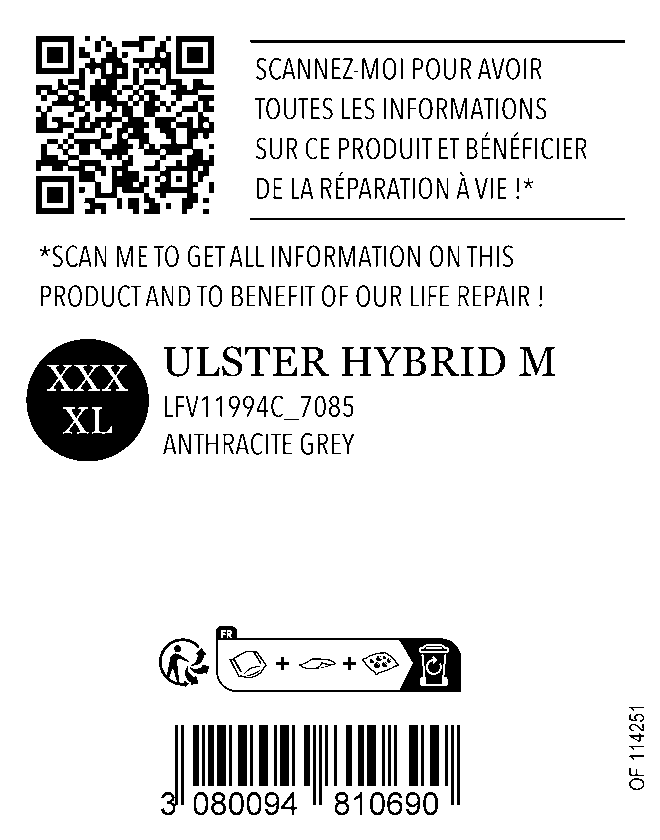 SCANNEZ-MOI POUR AVOIR
TOUTES LES INFORMATIONS
SUR CE PRODUIT ET BÉNÉFICIER
DE LA RÉPARATION À VIE !*
*SCAN ME TO GET ALL INFORMATION ON THIS
PRODUCT AND TO BENEFIT OF OUR LIFE REPAIR !
XXX
XL
ULSTER HYBRID M
LFV11994C_7085
ANTHRACITE GREY
FR
3 080094 810690
OF 114251